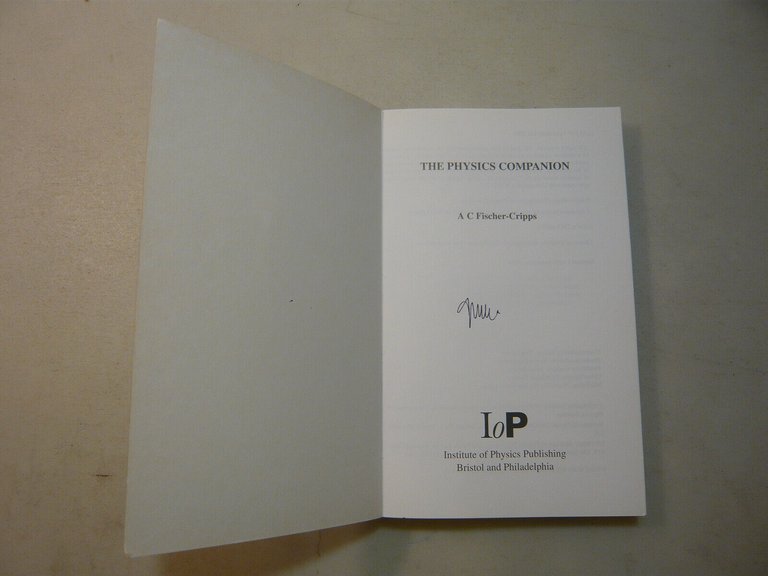 THE PHYSICS COMPANION
A C Fischer-Cripps
IoP
Institute of Physics Publishing
Bristol and Philadelphia